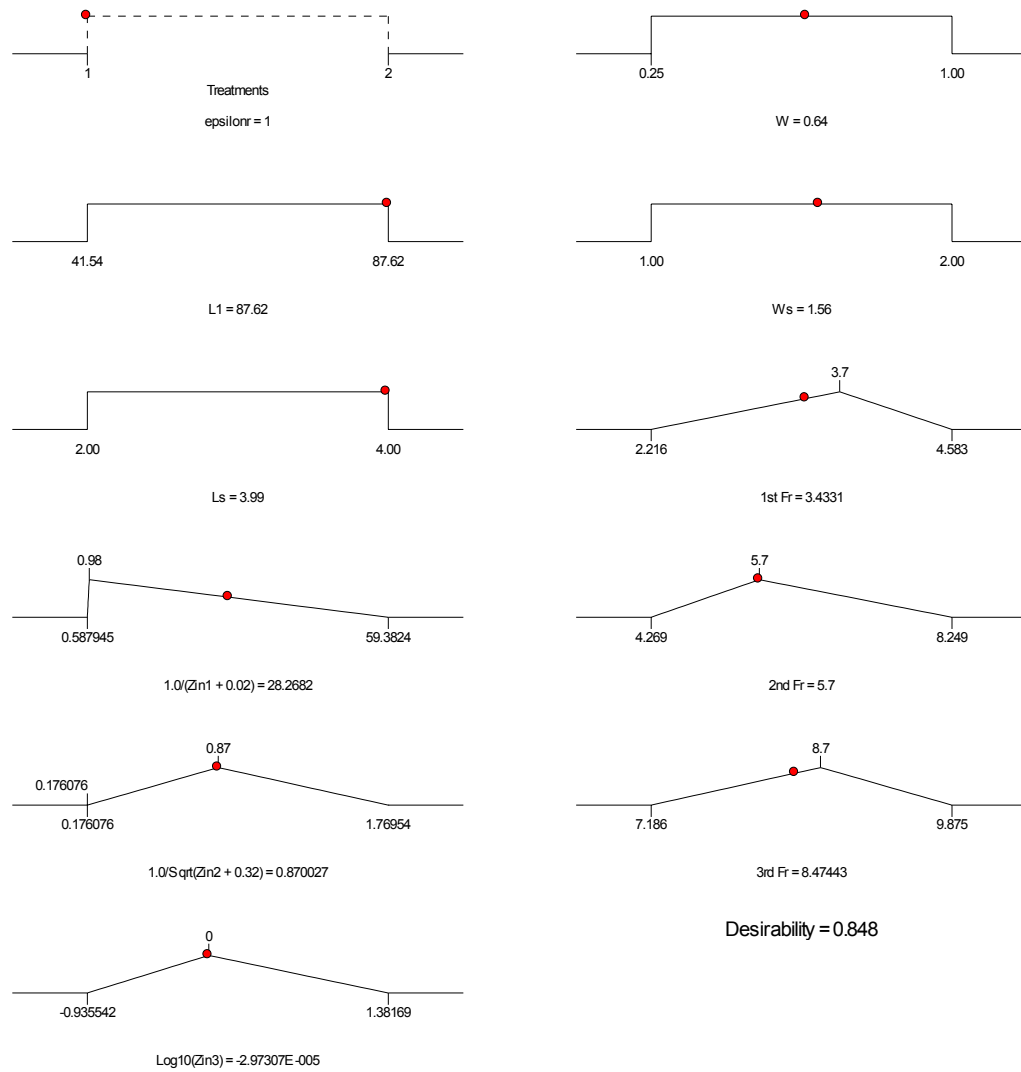 1 2
Treatments
epsilonr = 1
0.25 1.00
W = 0.64
41.54 87.62
L1 = 87.62
1.00 2.00
Ws = 1.56
2.00 4.00
Ls = 3.99
3.7
2.216 4.583
1st Fr = 3.4331
0.98
0.587945 59.3824
1.0/(Zin1 + 0.02) = 28.2682
5.7
4.269 8.249
2nd Fr = 5.7
0.87
0.176076
0.176076 1.76954
1.0/Sqrt(Zin2 + 0.32) = 0.870027
8.7
7.186 9.875
3rd Fr = 8.47443
0
-0.935542 1.38169
Log10(Zin3) = -2.97307E-005
Desirability = 0.848